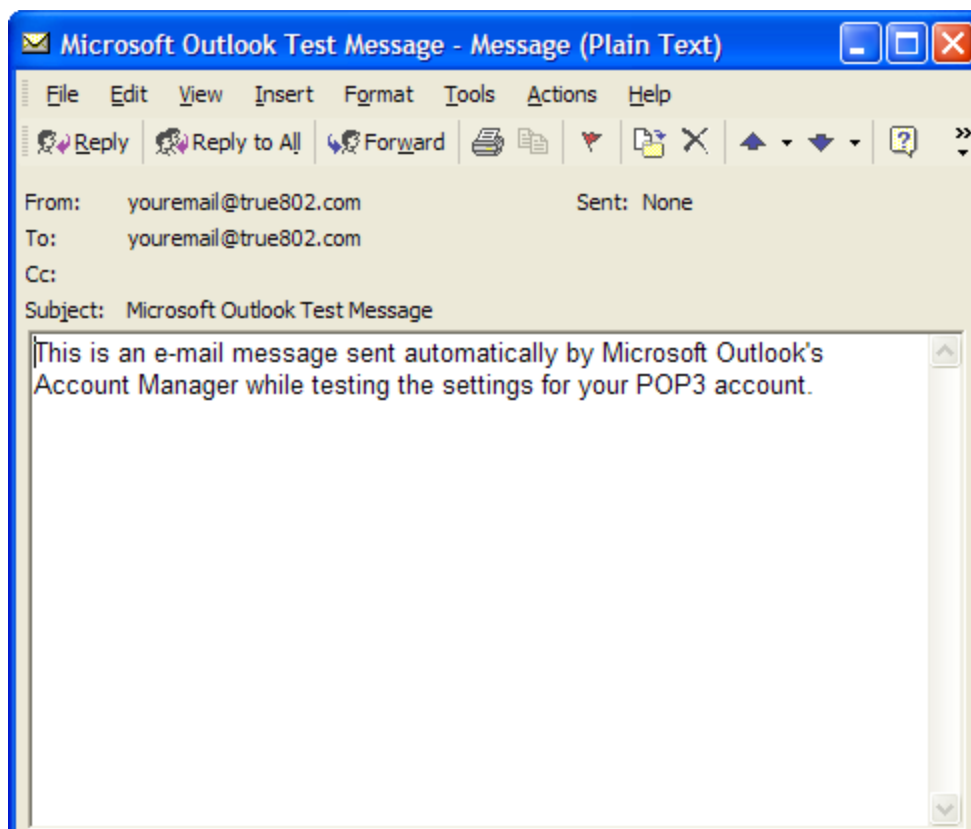 Microsoft Outlook Test Message - Message (Plain Text)
File Edit View Insert Format Tools Actions Help
Reply Reply to All Forward
From: youremail@true802.com Sent: None
To: youremail@true802.com
Cc:
Subject: Microsoft Outlook Test Message
This is an e-mail message sent automatically by Microsoft Outlook's
Account Manager while testing the settings for your POP3 account.